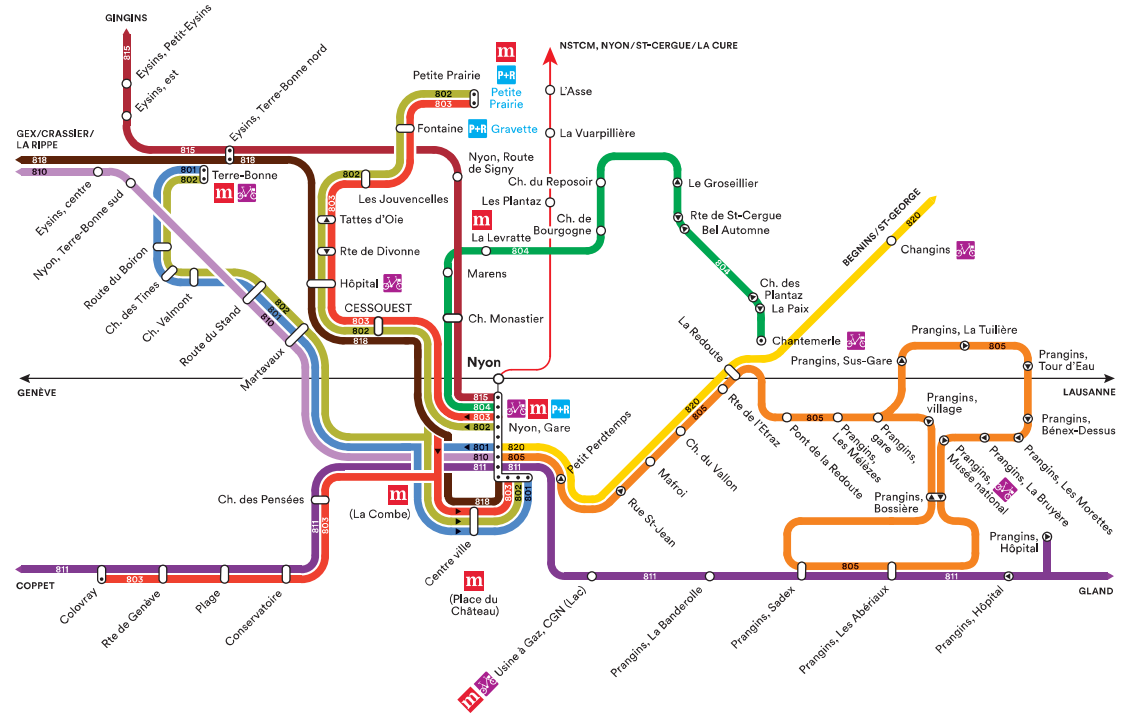 GINGINS
815
Eysins, Petit-Eysins
Eysins, est
Eysins, Terre-Bonne nord
GEX/CRASSIER/
LA RIPPE
818
810
815
818
Eysins, centre
Nyon, Terre-Bonne sud
801
802
Terre-Bonne
m
Route du Boiron
Ch. des Tines
Ch. Valmont
Route du Stand
Martavaux
802
801
810
m
Petite Prairie
P+R
Petite
Prairie
802
803
Fontaine
P+R Gravette
802
803
Les Jouvencelles
Tattes d'Oie
Rte de Divonne
Hôpital
CESSOUEST
803
802
818
Nyon, Route
de Signy
NSTCM, NYON/ST-CERGUE/LA CURE
L'Asse
La Vuarpillière
Les Plantaz
m
La Levratte
804
Marens
Ch. Monastier
Ch. du Reposoir
Ch. de
Bourgogne
Le Groseillier
Rte de St-Cergue
Bel Automne
804
Ch. des
Plantaz
La Paix
Chantemerle
BEGNINS/ST-GEORGE
820
Changins
GENÈVE
Nyon
LAUSANNE
815
804
803
802
m
P+R
Nyon, Gare
801
810
811
820
805
811
818
803
802
801
Centre ville
m
(La Combe)
m
(Place du
Château)
Ch. des Pensées
811
803
COPPET
811
803
Colovray
Rte de Genève
Plage
Conservatoire
Petit Perdtemps
Rue St-Jean
Mafroi
Ch. du Vallon
820
805
Rte de l'Etraz
La Redoute
Pont de la Redoute
805
Prangins,
Les Mélèzes
Prangins,
gare
Prangins, Sus-Gare
Prangins, La Tuilière
805
Prangins,
Tour d'Eau
Prangins,
Bénex-Dessus
Prangins, Les Morettes
Prangins, La Bruyère
Prangins,
Musée national
Prangins,
village
Prangins,
Bossière
805
Prangins,
Hôpital
m
Usine à Gaz, CGN (Lac)
811
Prangins, La Banderolle
Prangins, Sadex
Prangins, Les Abériaux
811
Prangins, Hôpital
GLAND